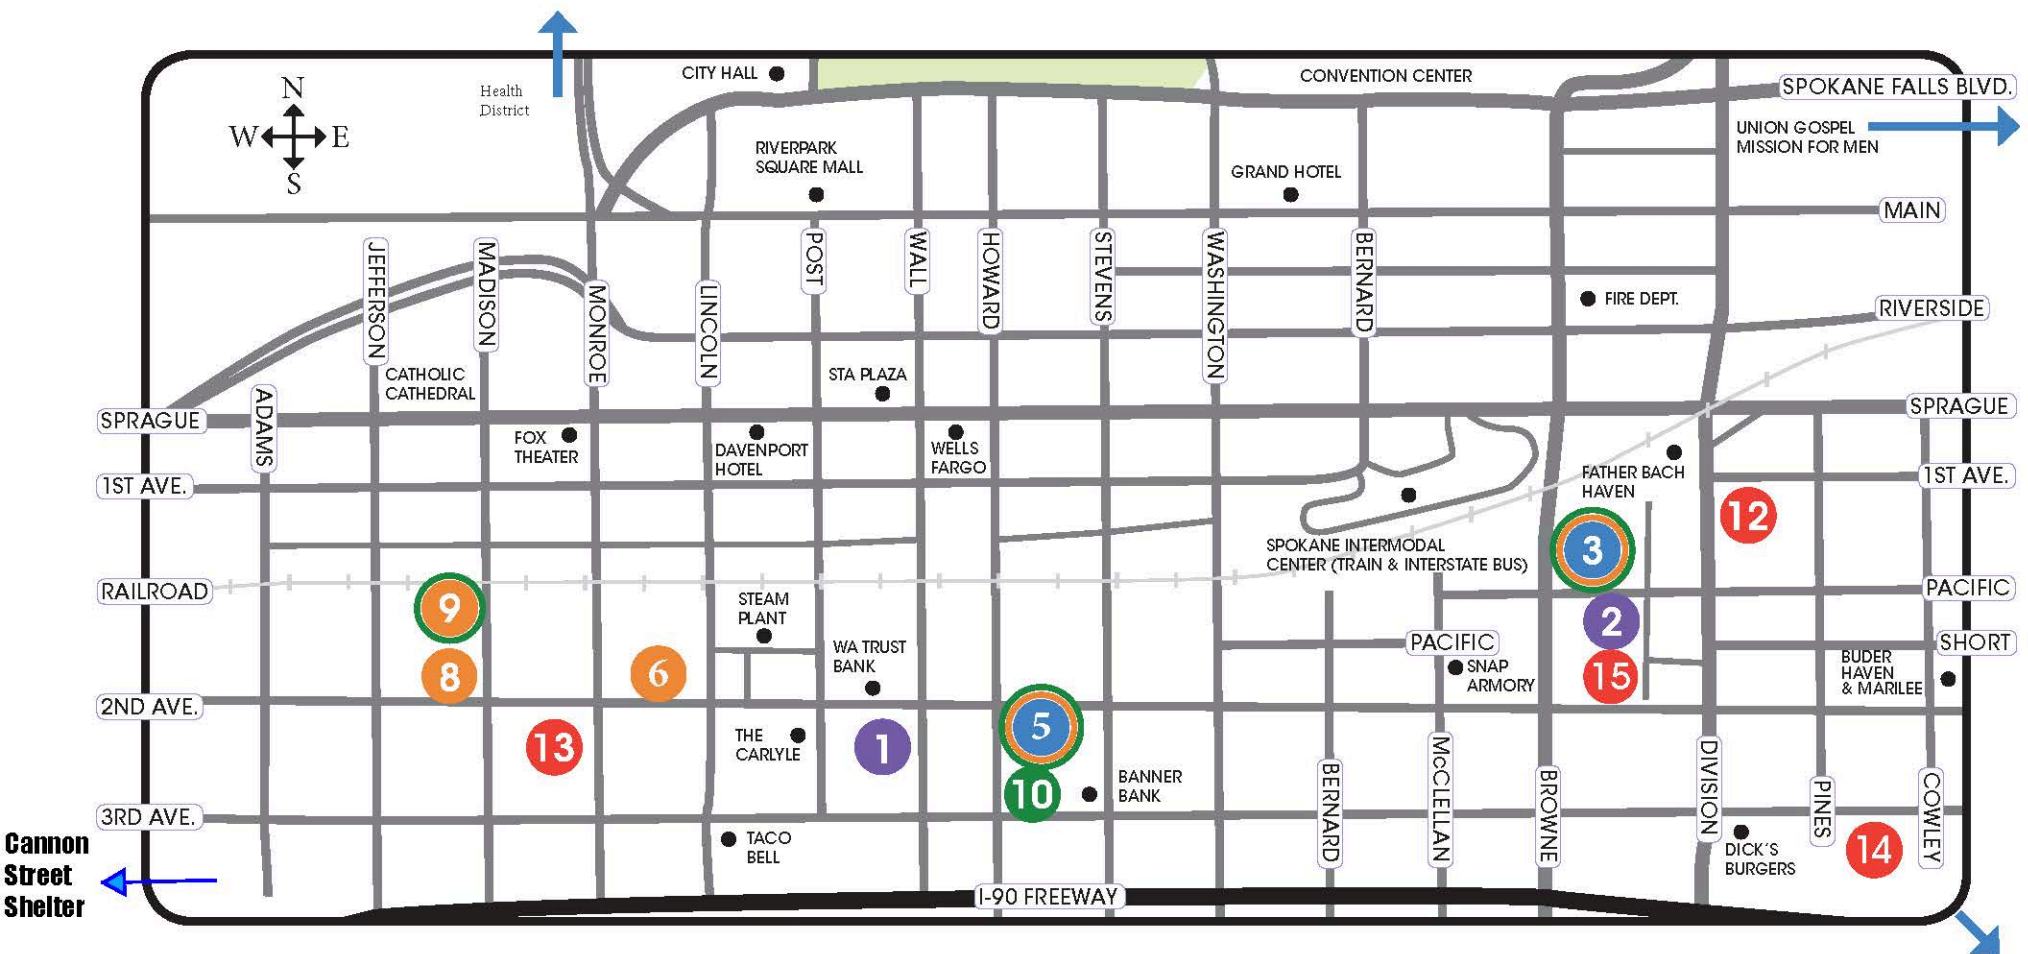 CITY HALL
CONVENTION CENTER
SPOKANE FALLS BLVD.
Health
District
N
W
E
S
UNION GOSPEL
MISSION FOR MEN
RIVERPARK
SQUARE MALL
GRAND HOTEL
MAIN
JEFFERSON
MADISON
MONROE
LINCOLN
POST
WALL
HOWARD
STEVENS
WASHINGTON
BERNARD
FIRE DEPT.
RIVERSIDE
CATHOLIC
CATHEDRAL
STA PLAZA
ADAMS
SPRAGUE
SPRAGUE
FOX
THEATER
DAVENPORT
HOTEL
WELLS
FARGO
FATHER BACH
HAVEN
1ST AVE.
1ST AVE.
12
SPOKANE INTERMODAL
CENTER (TRAIN & INTERSTATE BUS)
3
RAILROAD
PACIFIC
9
STEAM
PLANT
2
WA TRUST
BANK
PACIFIC
SHORT
8
6
SNAP
ARMORY
15
BUDER
HAVEN
& MARILEE
2ND AVE.
13
THE
CARLYLE
1
5
10
BANNER
BANK
BERNARD
McCLELLAN
BROWNE
DIVISION
PINES
COWLEY
3RD AVE.
TACO
BELL
DICK'S
BURGERS
14
Cannon
Street
Shelter
I-90 FREEWAY